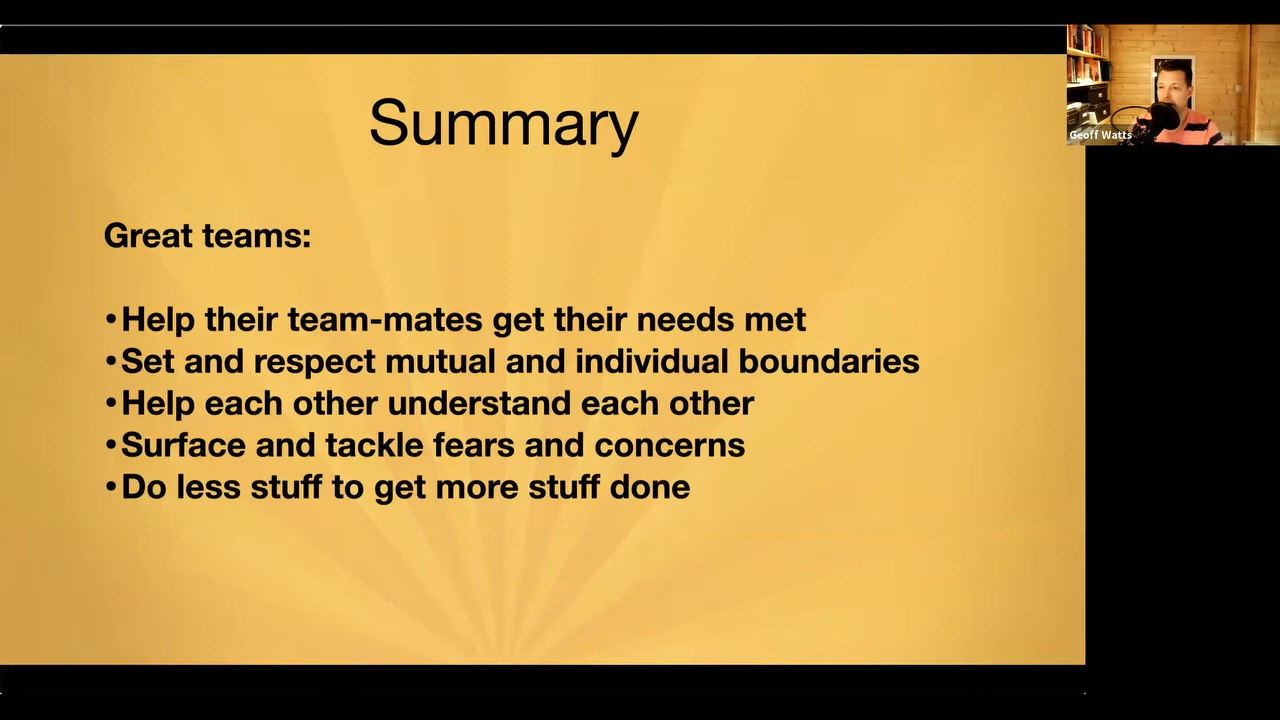 Summary
Geoff Watts
Great teams:
•Help their team-mates get their needs met
•Set and respect mutual and individual boundaries
•Help each other understand each other
•Surface and tackle fears and concerns
•Do less stuff to get more stuff done